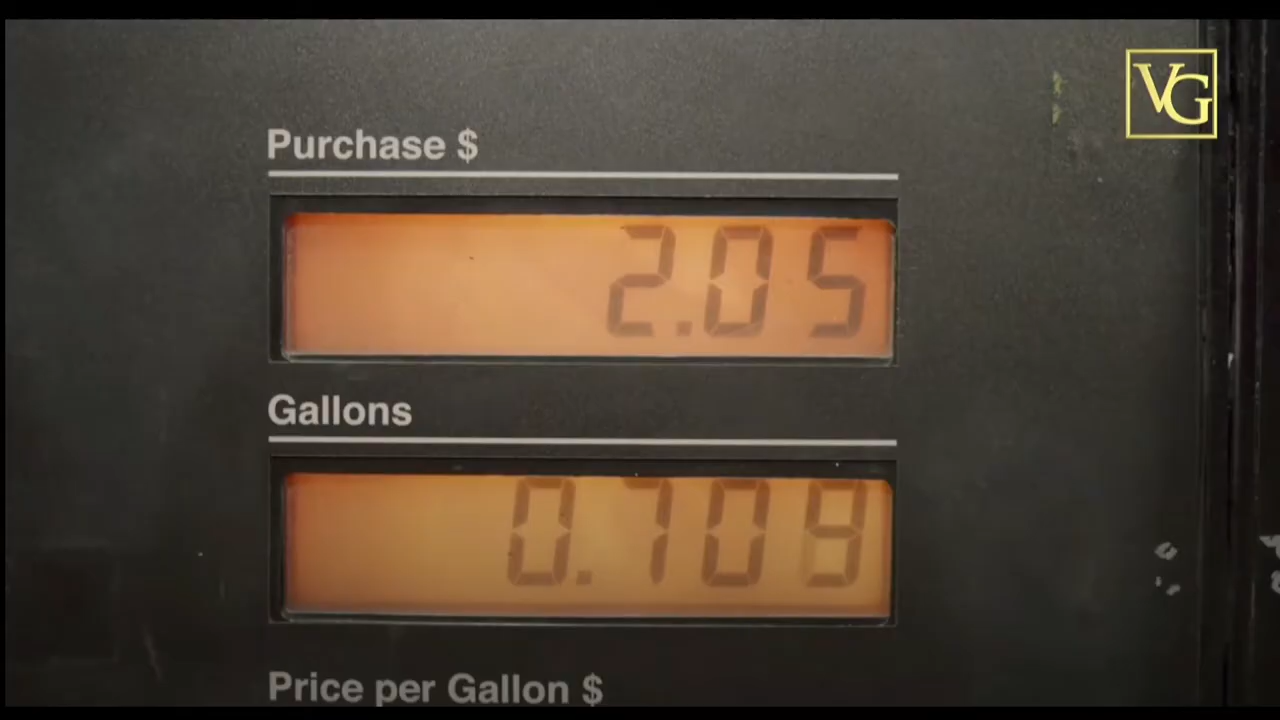 VG
Purchase $
2.05
Gallons
0.709
Price per Gallon $